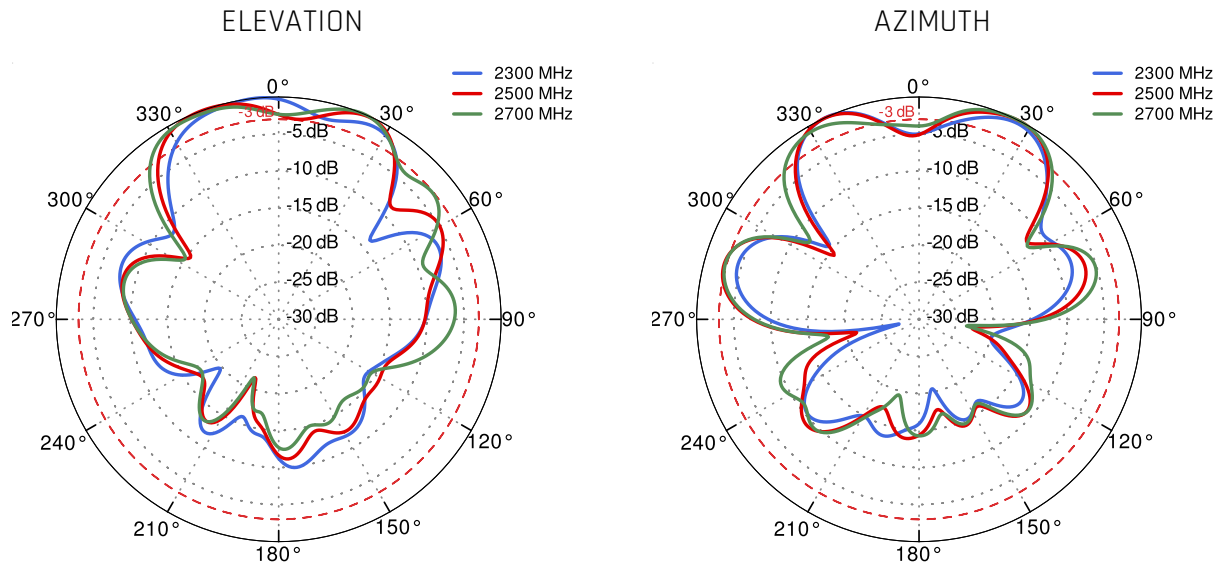 ELEVATION
2300 MHz
2500 MHz
2700 MHz
0°
30°
60°
90°
120°
150°
180°
210°
240°
270°
300°
330°
-3 dB
-5 dB
-10 dB
-15 dB
-20 dB
-25 dB
-30 dB
AZIMUTH
2300 MHz
2500 MHz
2700 MHz
0°
30°
60°
90°
120°
150°
180°
210°
240°
270°
300°
330°
-3 dB
-5 dB
-10 dB
-15 dB
-20 dB
-25 dB
-30 dB